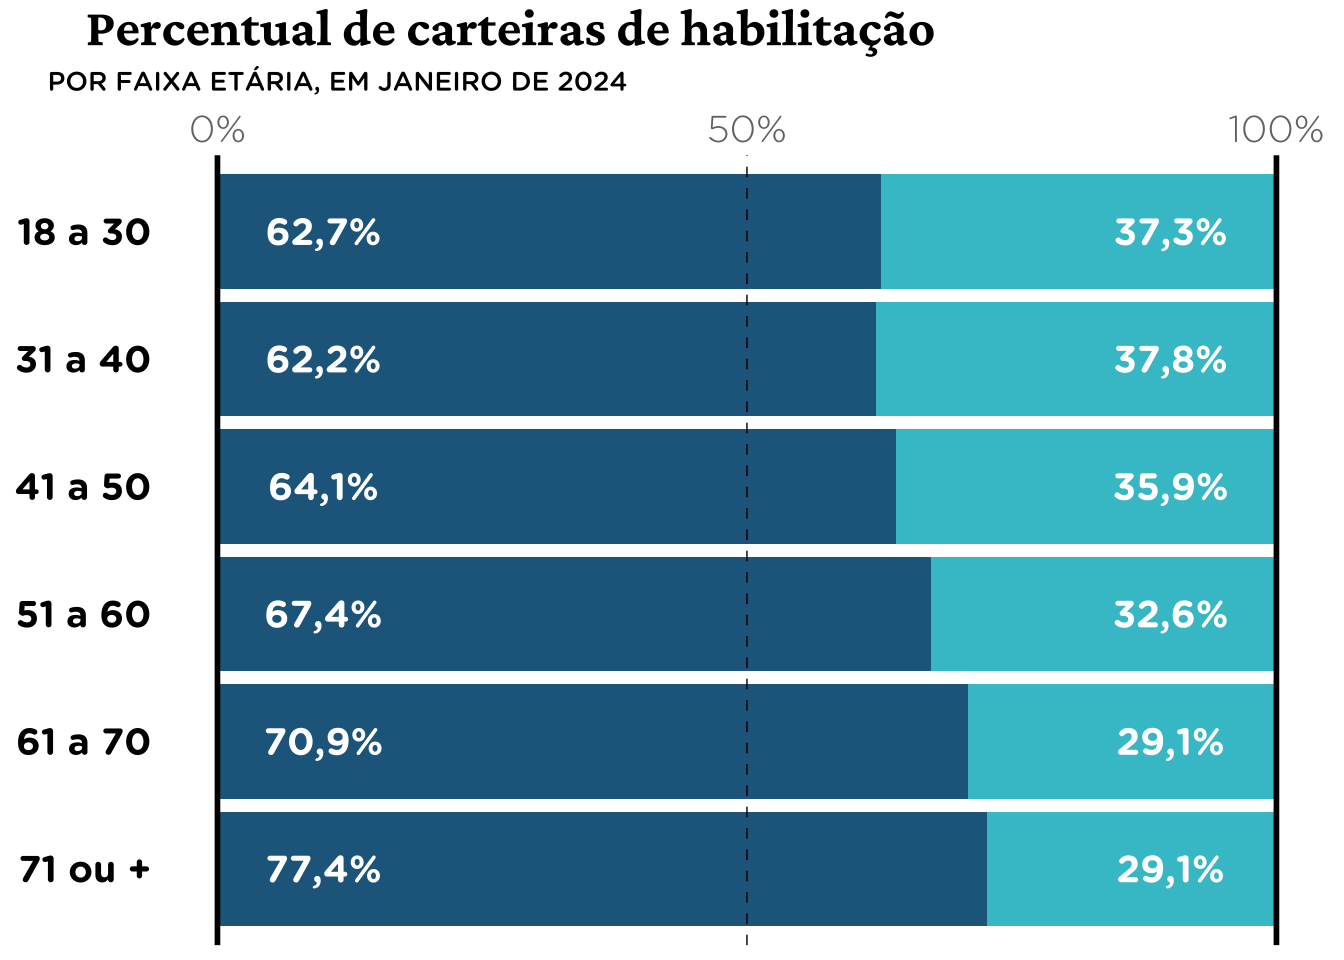 Percentual de carteiras de habilitação
POR FAIXA ETÁRIA, EM JANEIRO DE 2024
0% 50% 100%
18 a 30 62,7% 37,3%
31 a 40 62,2% 37,8%
41 a 50 64,1% 35,9%
51 a 60 67,4% 32,6%
61 a 70 70,9% 29,1%
71 ou + 77,4% 29,1%